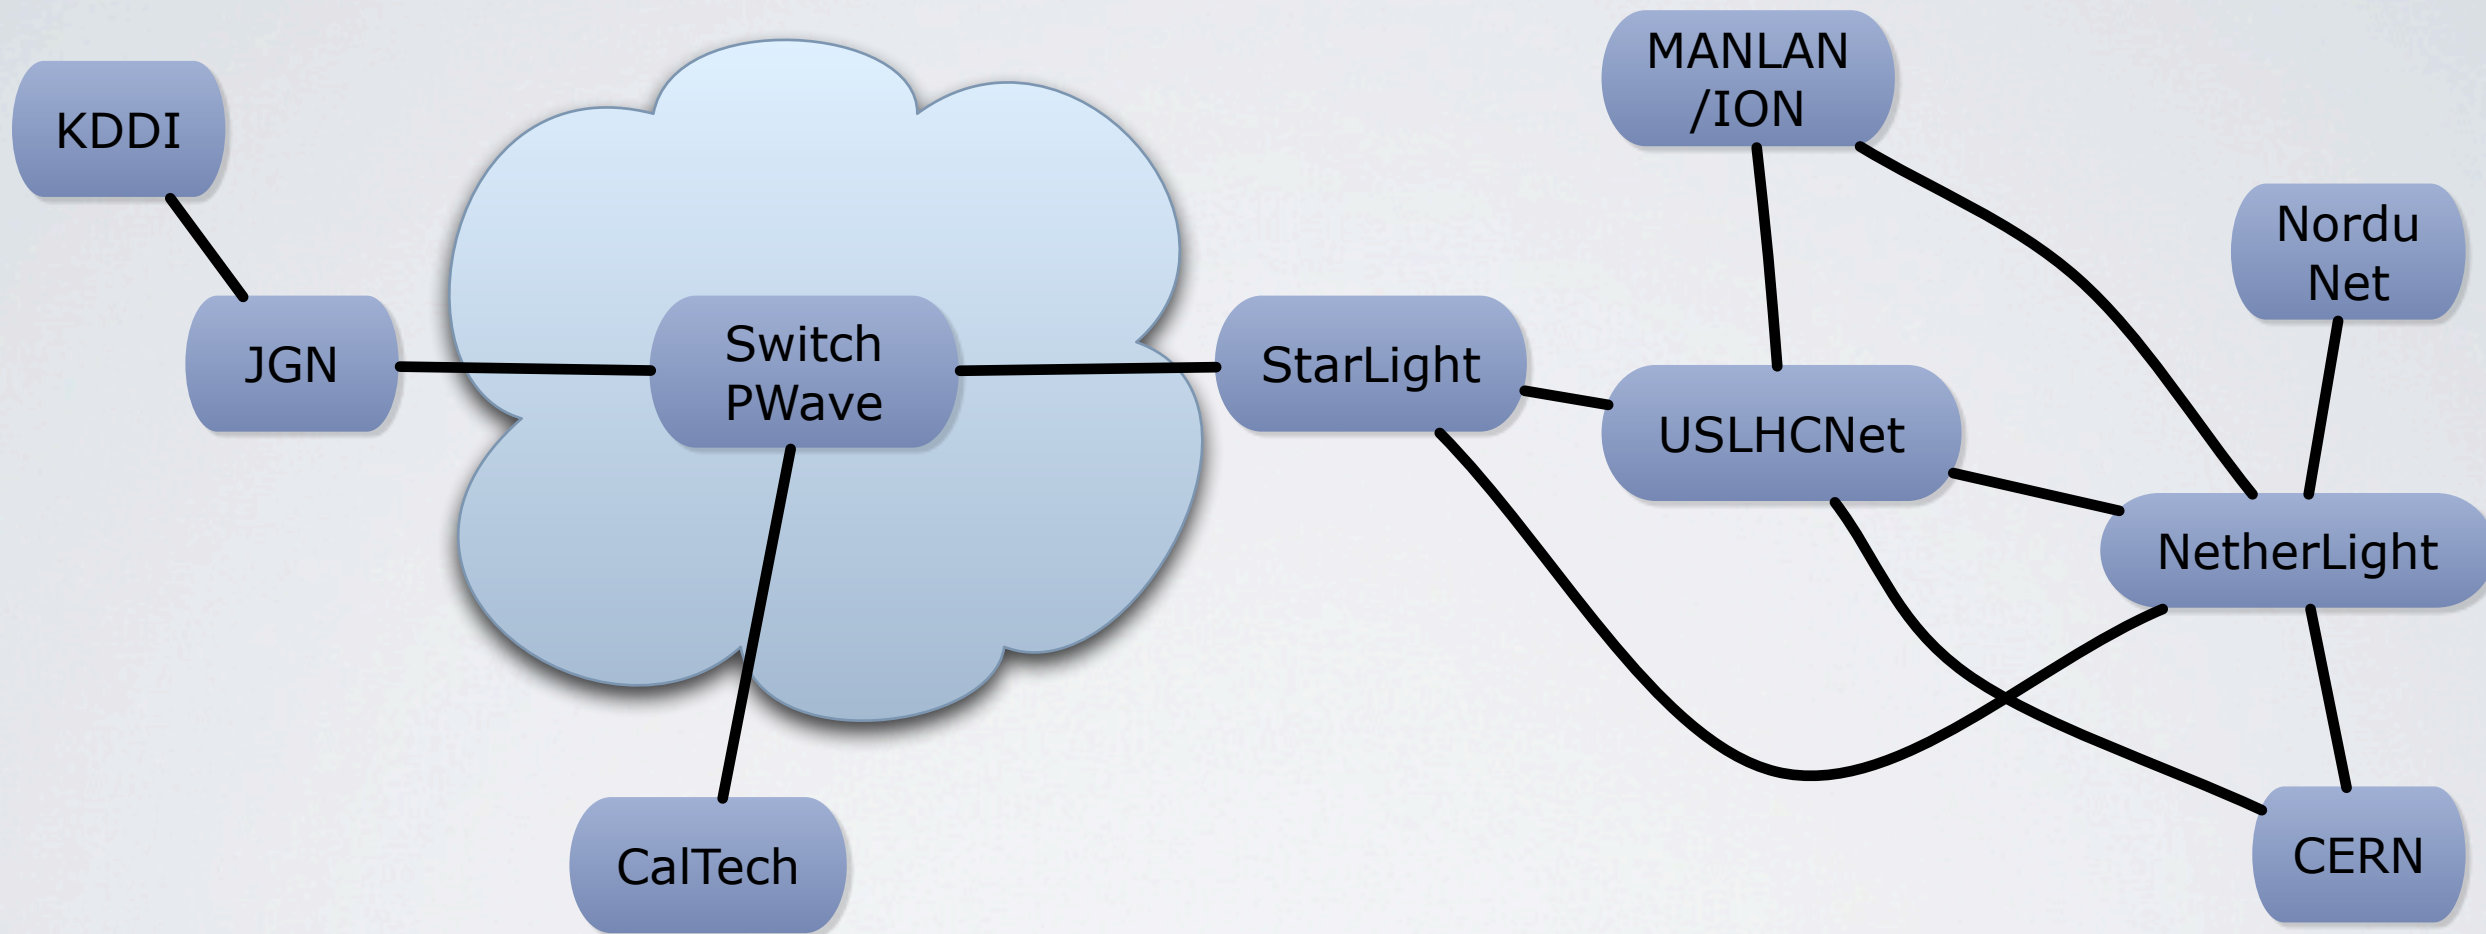 KDDI
JGN
Switch
PWave
CalTech
StarLight
MANLAN
/ION
USLHCNet
Nordu
Net
NetherLight
CERN